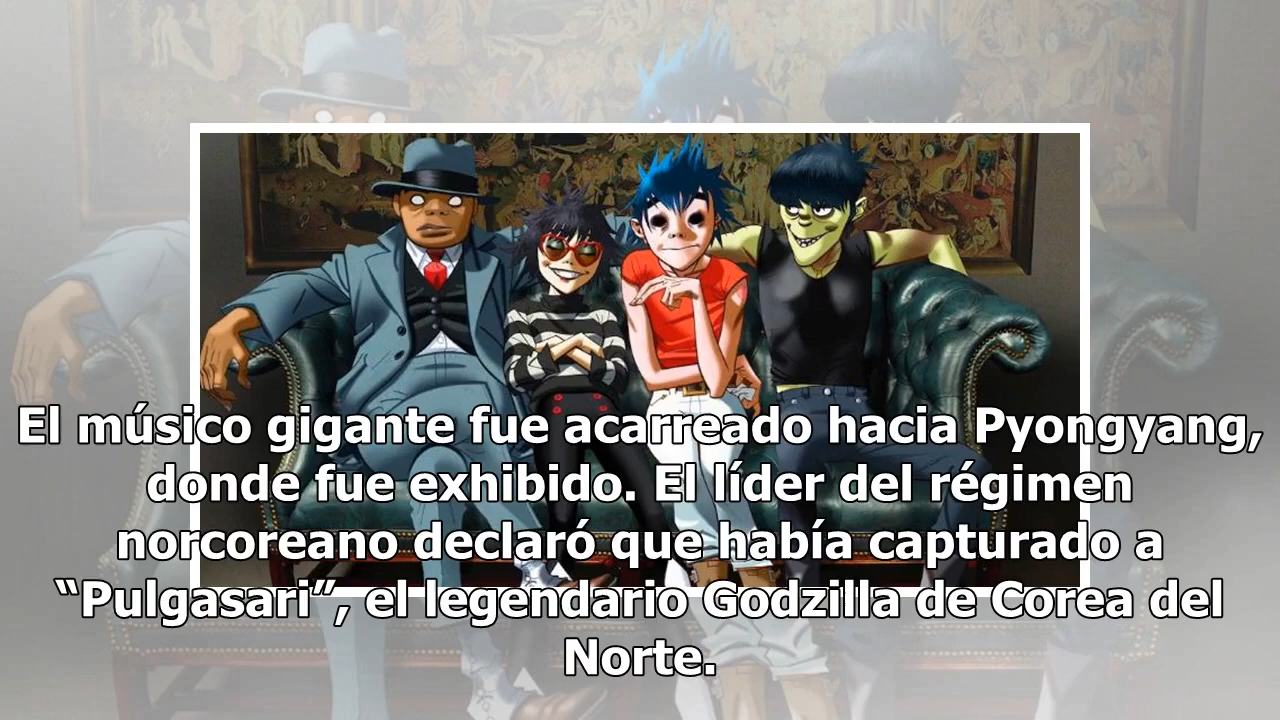 El músico gigante fue acarreado hacia Pyongyang,
donde fue exhibido. El líder del régimen
norcoreano declaró que había capturado a
“Pulgasari”, el legendario Godzilla de Corea del
Norte.